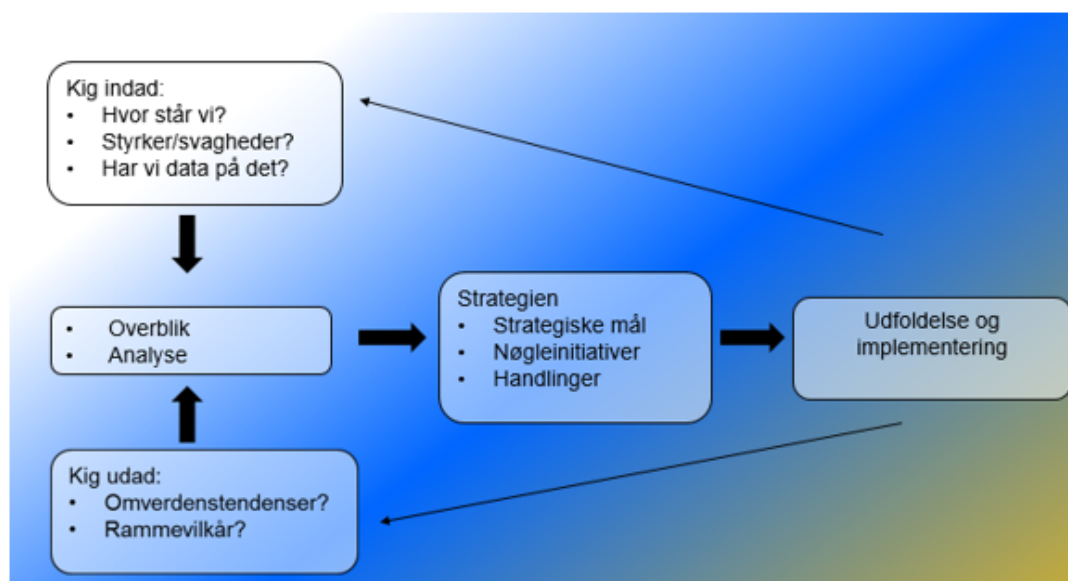 Kig indad:
• Hvor står vi?
• Styrker/svagheder?
• Har vi data på det?
• Overblik
• Analyse
Kig udad:
• Omverdenstendenser?
• Rammevilkår?
Strategien
• Strategiske mål
• Nøgleinitiativer
• Handlinger
Udfoldelse og
implementering